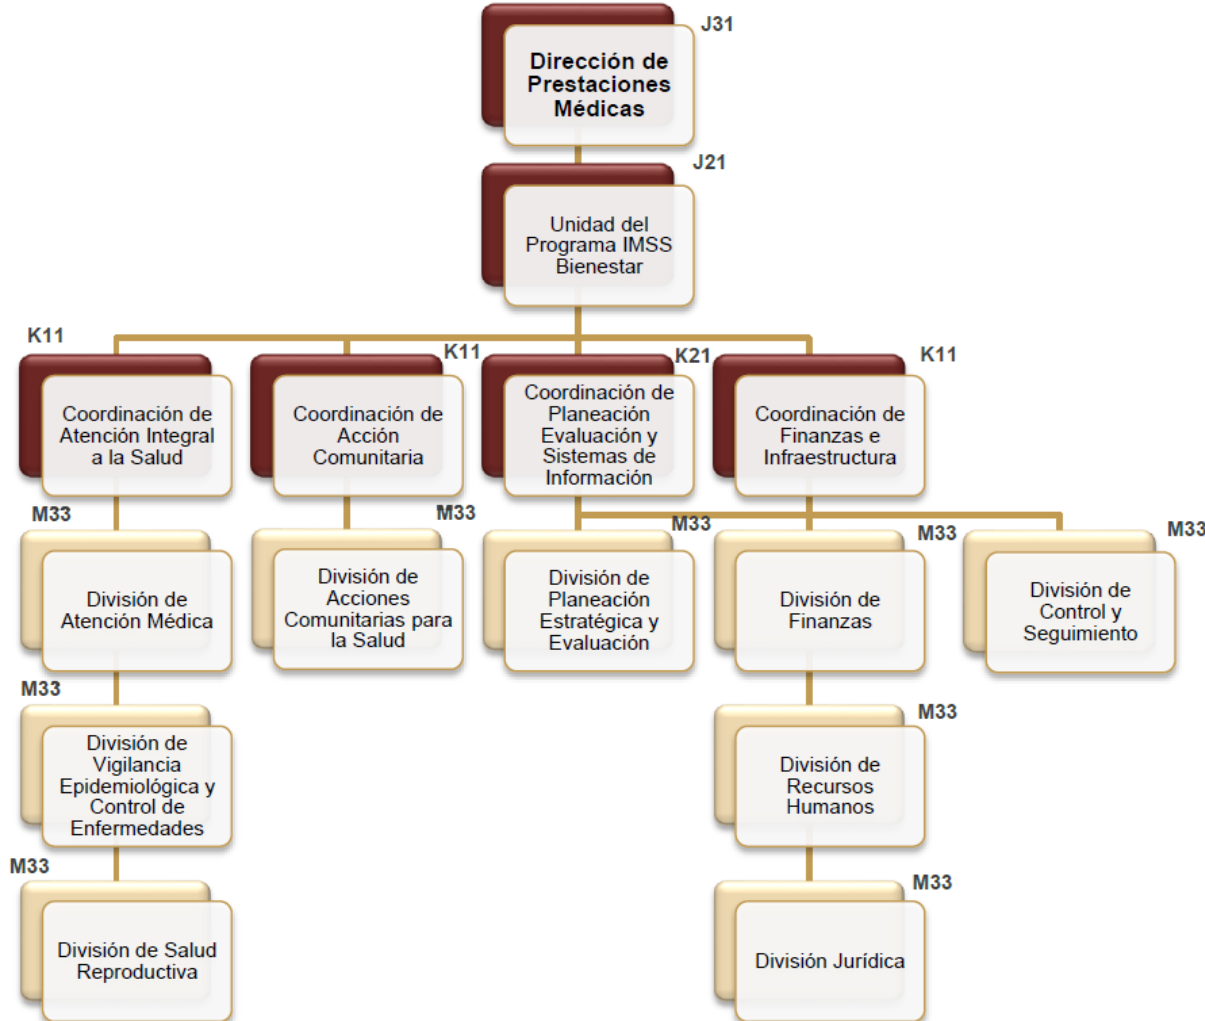 J31
Dirección de
Prestaciones
Médicas
J21
Unidad del
Programa IMSS
Bienestar
K11
Coordinación de
Atención Integral
a la Salud
K11
Coordinación de
Acción
Comunitaria
K21
Coordinación de
Planeación
Evaluación y
Sistemas de
Información
K11
Coordinación de
Finanzas e
Infraestructura
M33
División de
Atención Médica
M33
División de
Acciones
Comunitarias para
la Salud
M33
División de
Planeación
Estratégica y
Evaluación
M33
División de
Finanzas
M33
División de
Control y
Seguimiento
M33
División de
Vigilancia
Epidemiológica y
Control de
Enfermedades
M33
División de
Recursos
Humanos
M33
División de Salud
Reproductiva
M33
División Jurídica